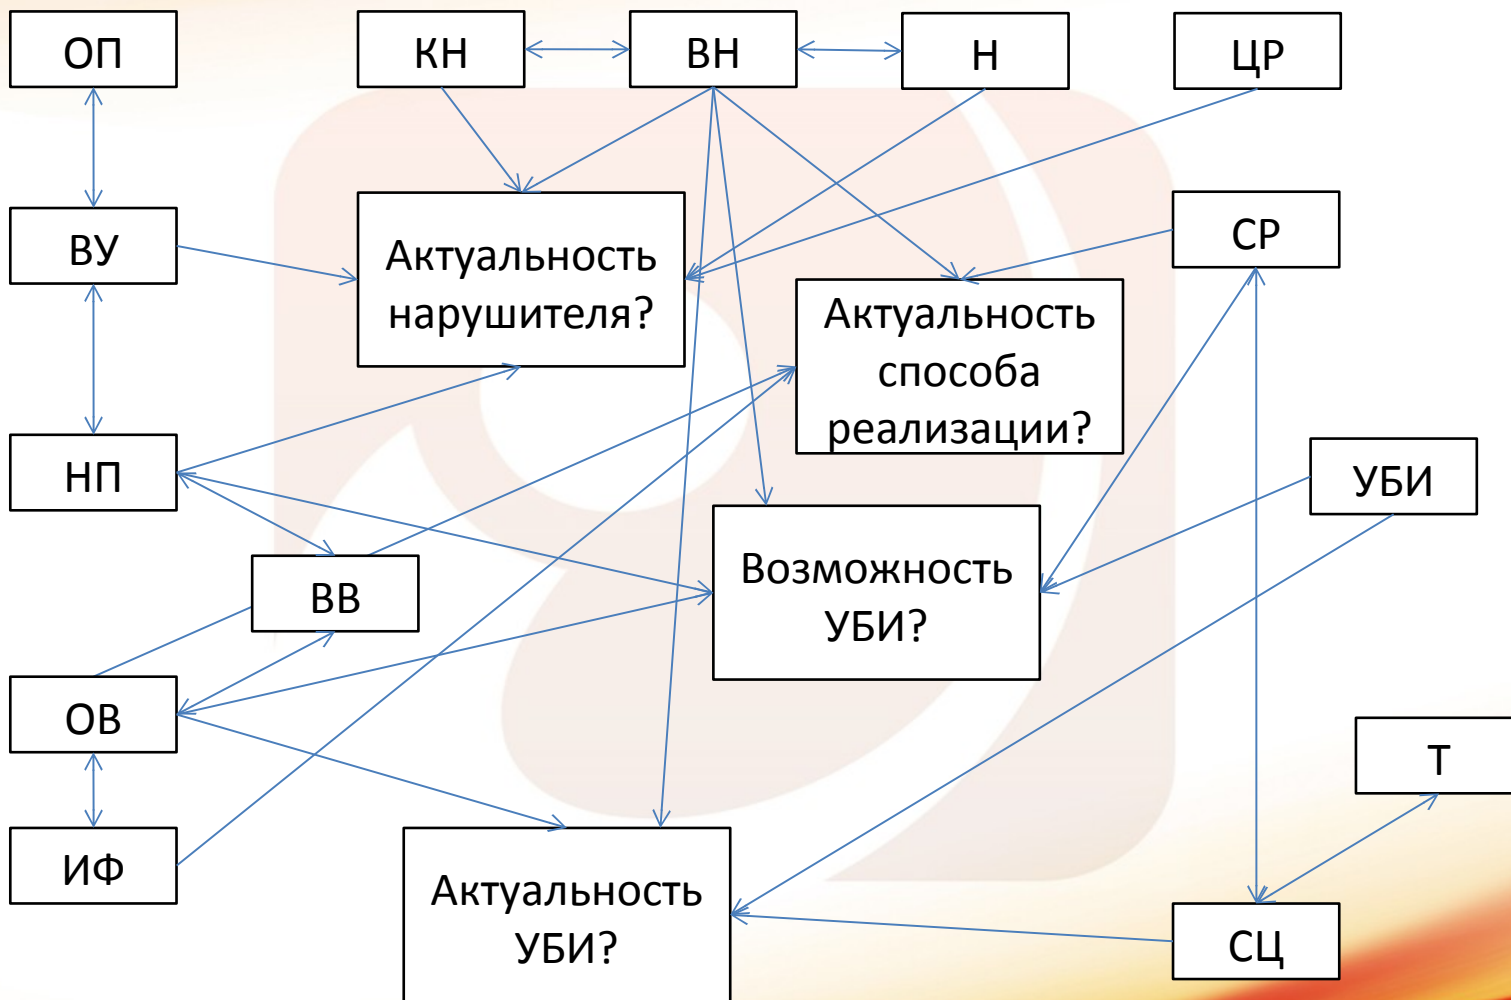 ОП
КН
ВН
Н
ЦР
ВУ
Актуальность
нарушителя?
СР
Актуальность
способа
реализации?
НП
УБИ
Возможность
УБИ?
ВВ
ОВ
Т
ИФ
Актуальность
УБИ?
СЦ